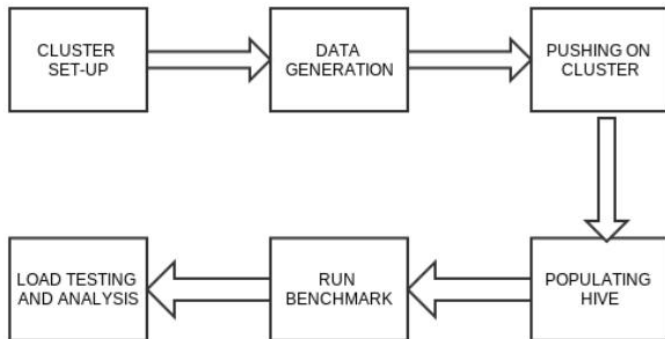 CLUSTER
SET-UP
DATA
GENERATION
PUSHING ON
CLUSTER
POPULATING
HIVE
RUN
BENCHMARK
LOAD TESTING
AND ANALYSIS